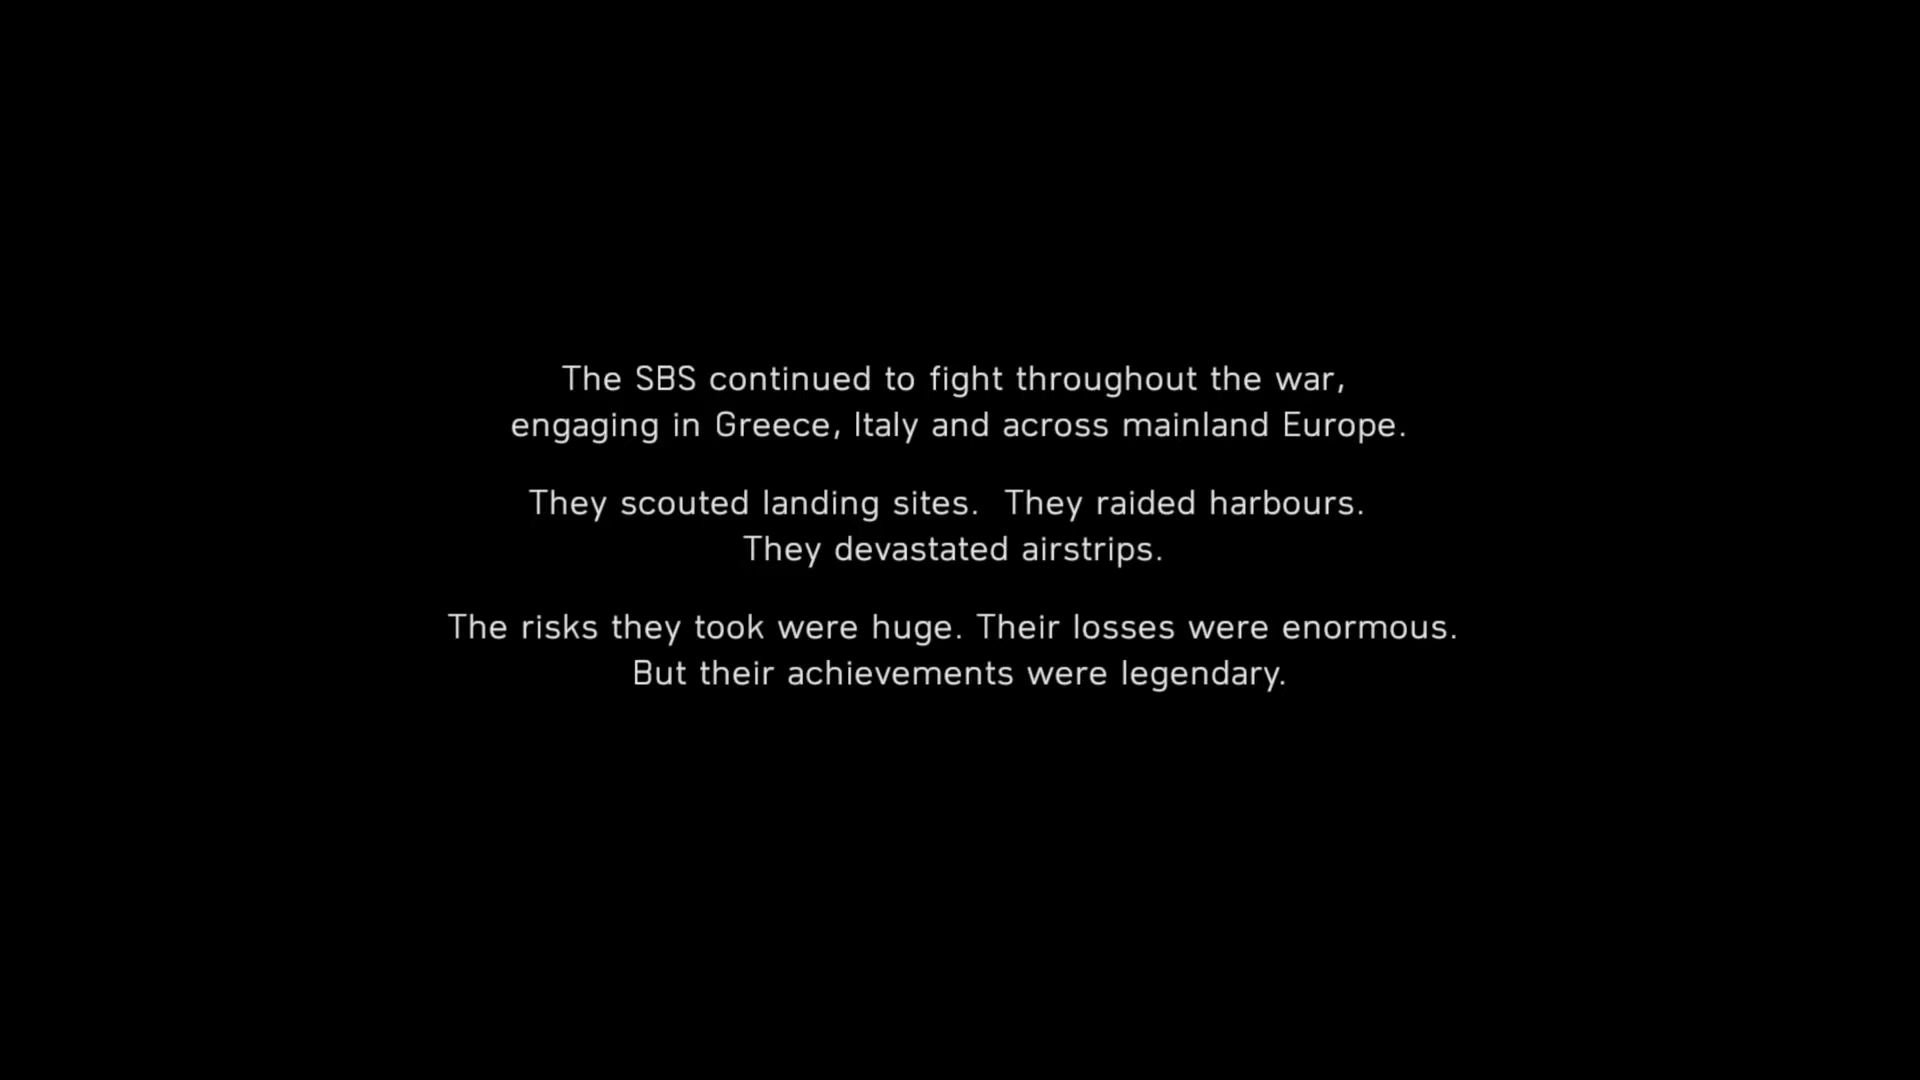 The SBS continued to fight throughout the war,
engaging in Greece, Italy and across mainland Europe.
They scouted landing sites.  They raided harbours.
They devastated airstrips.
The risks they took were huge. Their losses were enormous.
But their achievements were legendary.